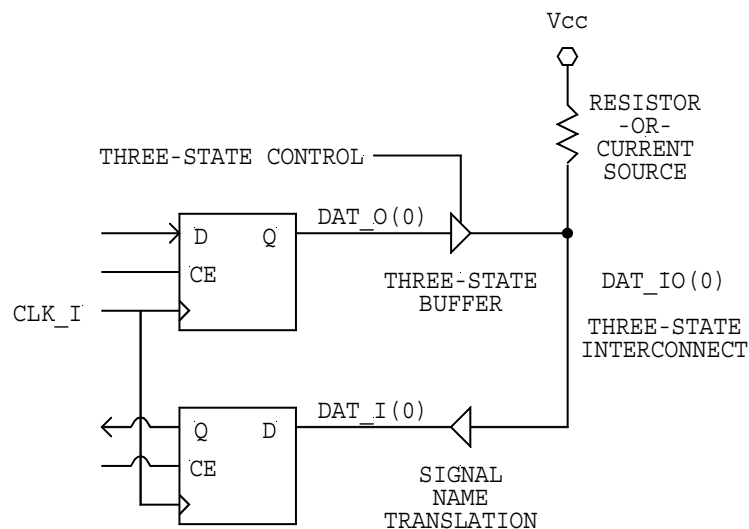 Vcc
RESISTOR
-OR-
CURRENT
SOURCE
THREE-STATE CONTROL
DAT_O(0)
D
Q
CE
THREE-STATE
BUFFER
DAT_IO(0)
CLK_I
THREE-STATE
INTERCONNECT
DAT_I(0)
Q
D
CE
SIGNAL
NAME
TRANSLATION